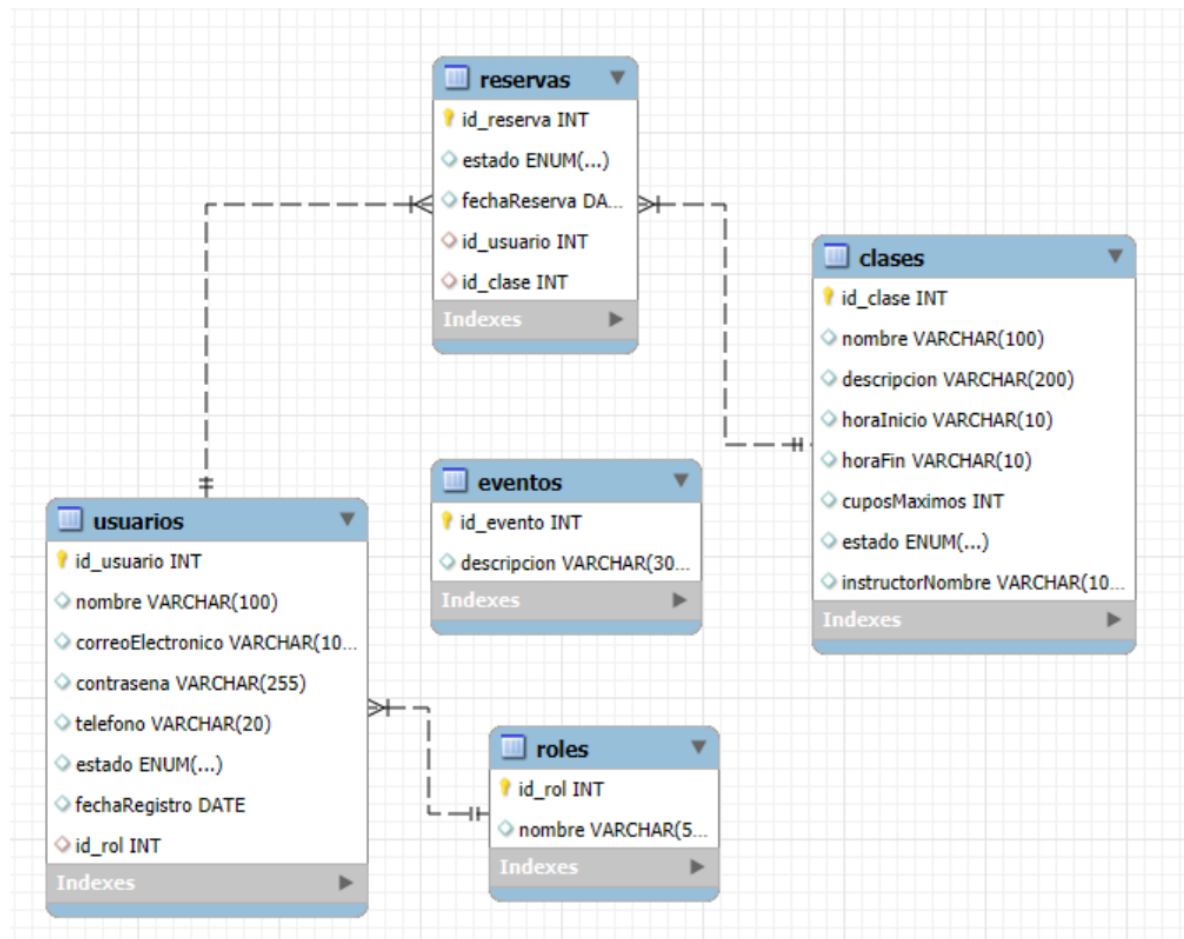 reservas
id_reserva INT
estado ENUM(...)
fechaReserva DA...
id_usuario INT
id_clase INT
Indexes
clases
id_clase INT
nombre VARCHAR(100)
descripcion VARCHAR(200)
horaInicio VARCHAR(10)
horaFin VARCHAR(10)
cuposMaximos INT
estado ENUM(...)
instructorNombre VARCHAR(10...
Indexes
eventos
id_evento INT
descripcion VARCHAR(30...
Indexes
usuarios
id_usuario INT
nombre VARCHAR(100)
correoElectronico VARCHAR(10...
contrasena VARCHAR(255)
telefono VARCHAR(20)
estado ENUM(...)
fechaRegistro DATE
id_rol INT
Indexes
roles
id_rol INT
nombre VARCHAR(5...
Indexes